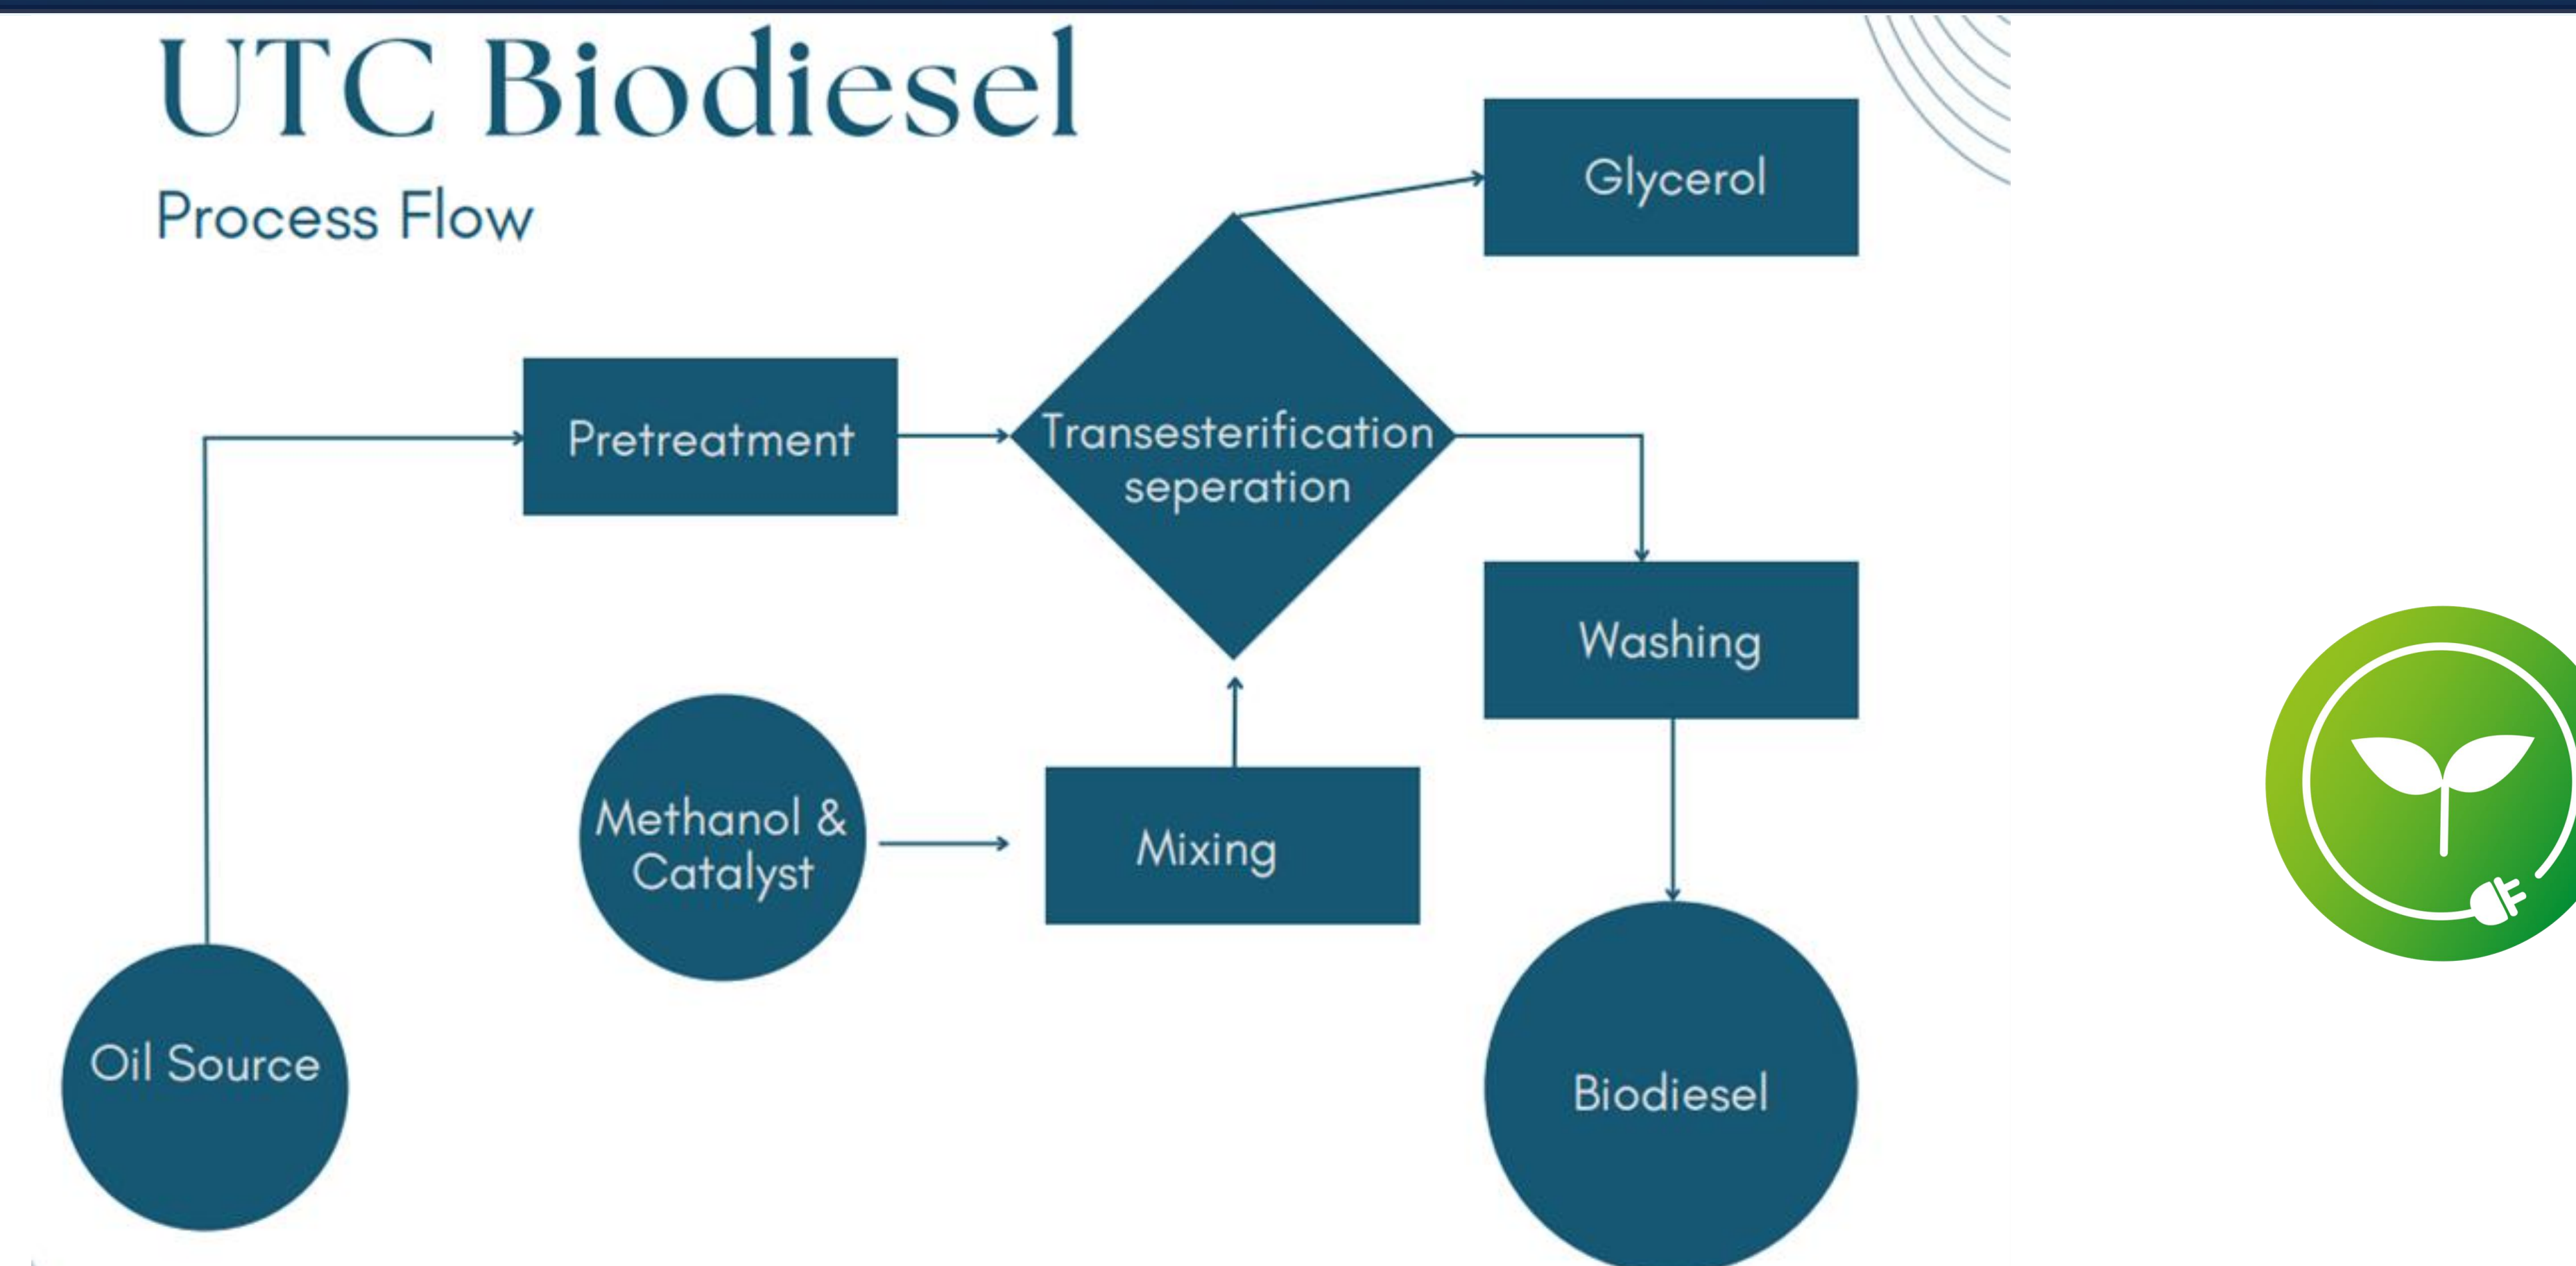 UTC Biodiesel
Process Flow
Glycerol
Pretreatment
Transesterification
seperation
Washing
Methanol &
Catalyst
Mixing
Oil Source
Biodiesel